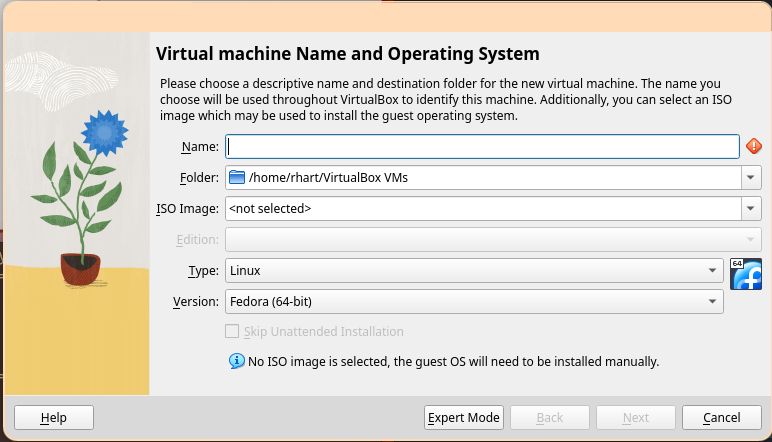 Virtual machine Name and Operating System
Please choose a descriptive name and destination folder for the new virtual machine. The name you
choose will be used throughout VirtualBox to identify this machine. Additionally, you can select an ISO
image which may be used to install the guest operating system.
Name:
Folder: /home/rhart/VirtualBox VMs
ISO Image: <not selected>
Edition:
Type: Linux
64
Version: Fedora (64-bit)
Skip Unattended Installation
No ISO image is selected, the guest OS will need to be installed manually.
Help Expert Mode Back Next Cancel